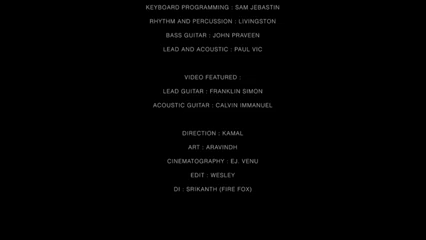 KEYBOARD PROGRAMMING : SAM JEBASTIN
RHYTHM AND PERCUSSION : LIVINGSTON
BASS GUITAR : JOHN PRAVEEN
LEAD AND ACOUSTIC : PAUL VIC
VIDEO FEATURED :
LEAD GUITAR : FRANKLIN SIMON
ACOUSTIC GUITAR : CALVIN IMMANUEL
DIRECTION : KAMAL
ART : ARAVINDH
CINEMATOGRAPHY : EJ. VENU
EDIT : WESLEY
DI : SRIKANTH (FIRE FOX)